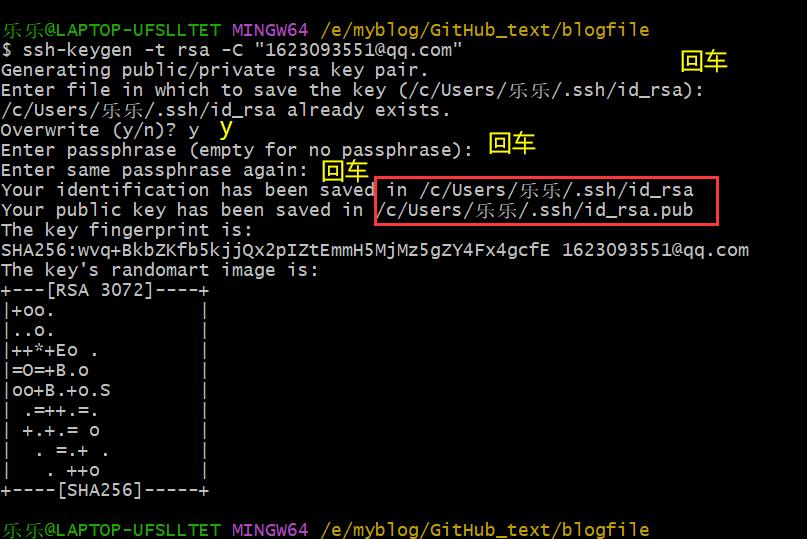 乐乐@LAPTOP-UFSLLTET MINGW64 /e/myblog/GitHub_text/blogfile
$ ssh-keygen -t rsa -C "1623093551@qq.com"
Generating public/private rsa key pair. 回车
Enter file in which to save the key (/c/Users/乐乐/.ssh/id_rsa):
/c/Users/乐乐/.ssh/id_rsa already exists.
Overwrite (y/n)? y y
Enter passphrase (empty for no passphrase): 回车
Enter same passphrase again: 回车
Your identification has been saved in /c/Users/乐乐/.ssh/id_rsa
Your public key has been saved in /c/Users/乐乐/.ssh/id_rsa.pub
The key fingerprint is:
SHA256:wvq+BkbZKfb5kjjQx2pIZtEmmH5MjMz5gZY4Fx4gcfE 1623093551@qq.com
The key's randomart image is:
+---[RSA 3072]----+
|+oo.             |
|..o.             |
|++*+Eo .         |
|=O=+B.o          |
|oo+B.+o.S        |
| .=++.=.         |
| +.+.= o         |
|  . =.+ .        |
|   . ++o         |
+----[SHA256]-----+
乐乐@LAPTOP-UFSLLTET MINGW64 /e/myblog/GitHub_text/blogfile